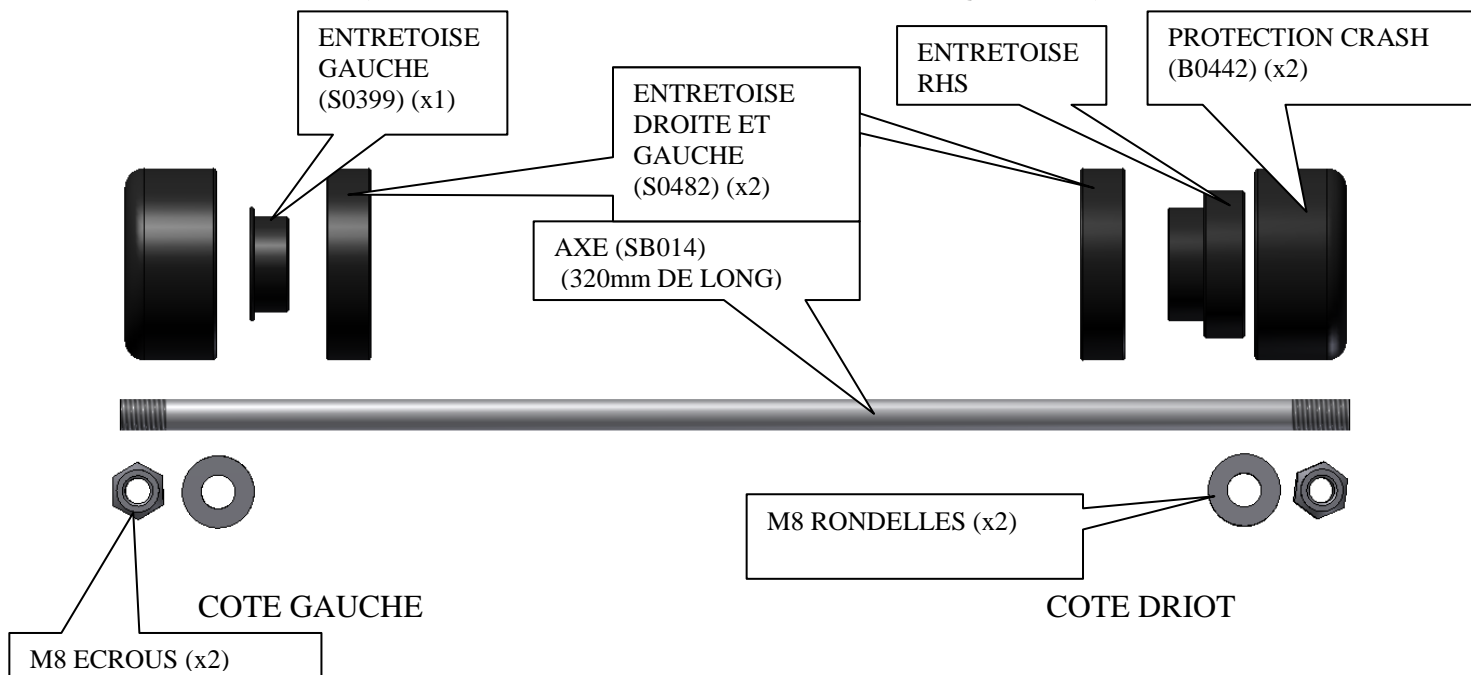 ENTRETOISE
GAUCHE
(S0399) (x1)
ENTRETOISE
DROITE ET
GAUCHE
(S0482) (x2)
ENTRETOISE
RHS
PROTECTION CRASH
(B0442) (x2)
AXE (SB014)
(320mm DE LONG)
M8 RONDELLES (x2)
COTE GAUCHE
COTE DRIOT
M8 ECROUS (x2)